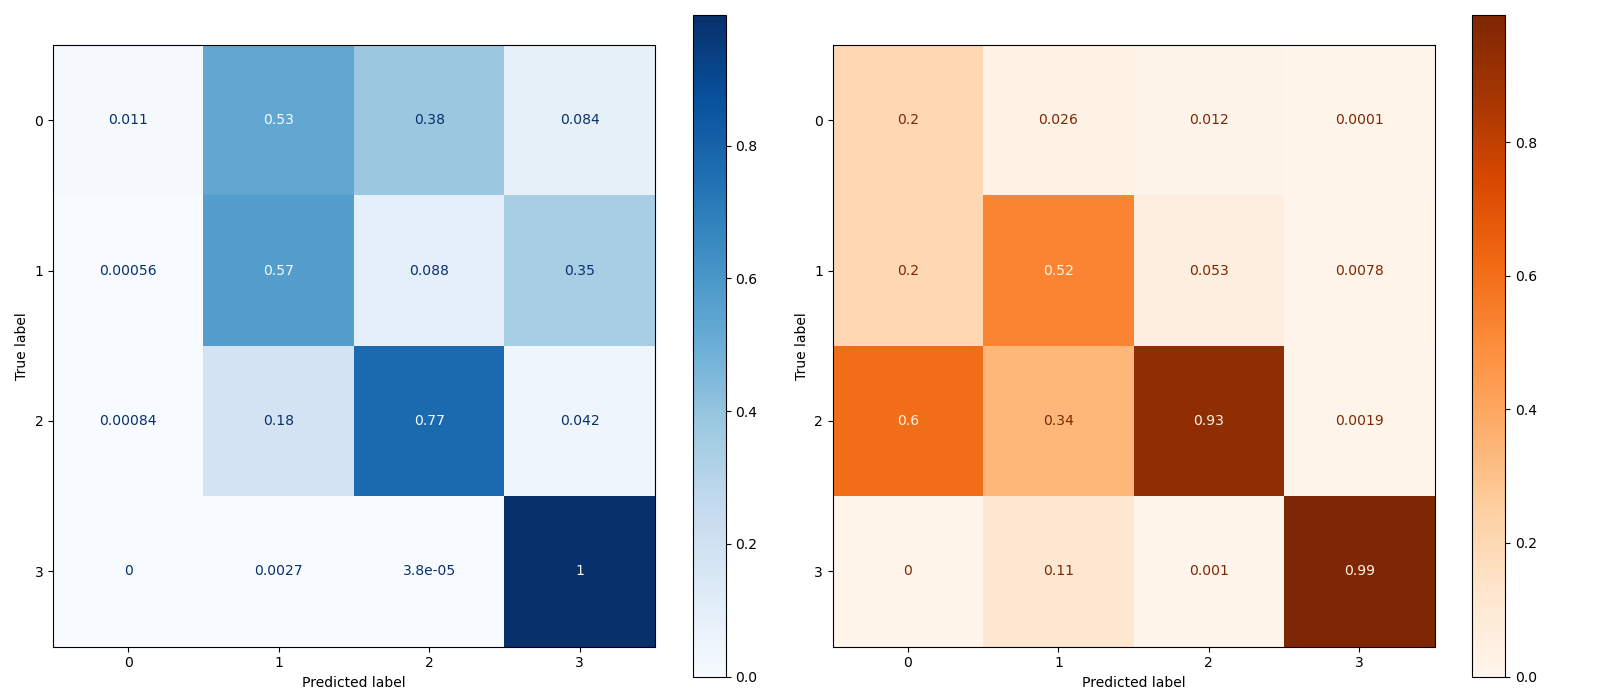 0 0.011 0.53 0.38 0.084
1 0.00056 0.57 0.088 0.35
2 0.00084 0.18 0.77 0.042
3 0 0.0027 3.8e-05 1
0 1 2 3
Predicted label
True label
0.8
0.6
0.4
0.2
0.0
0 0.2 0.026 0.012 0.0001
1 0.2 0.52 0.053 0.0078
2 0.6 0.34 0.93 0.0019
3 0 0.11 0.001 0.99
0 1 2 3
Predicted label
True label
0.8
0.6
0.4
0.2
0.0